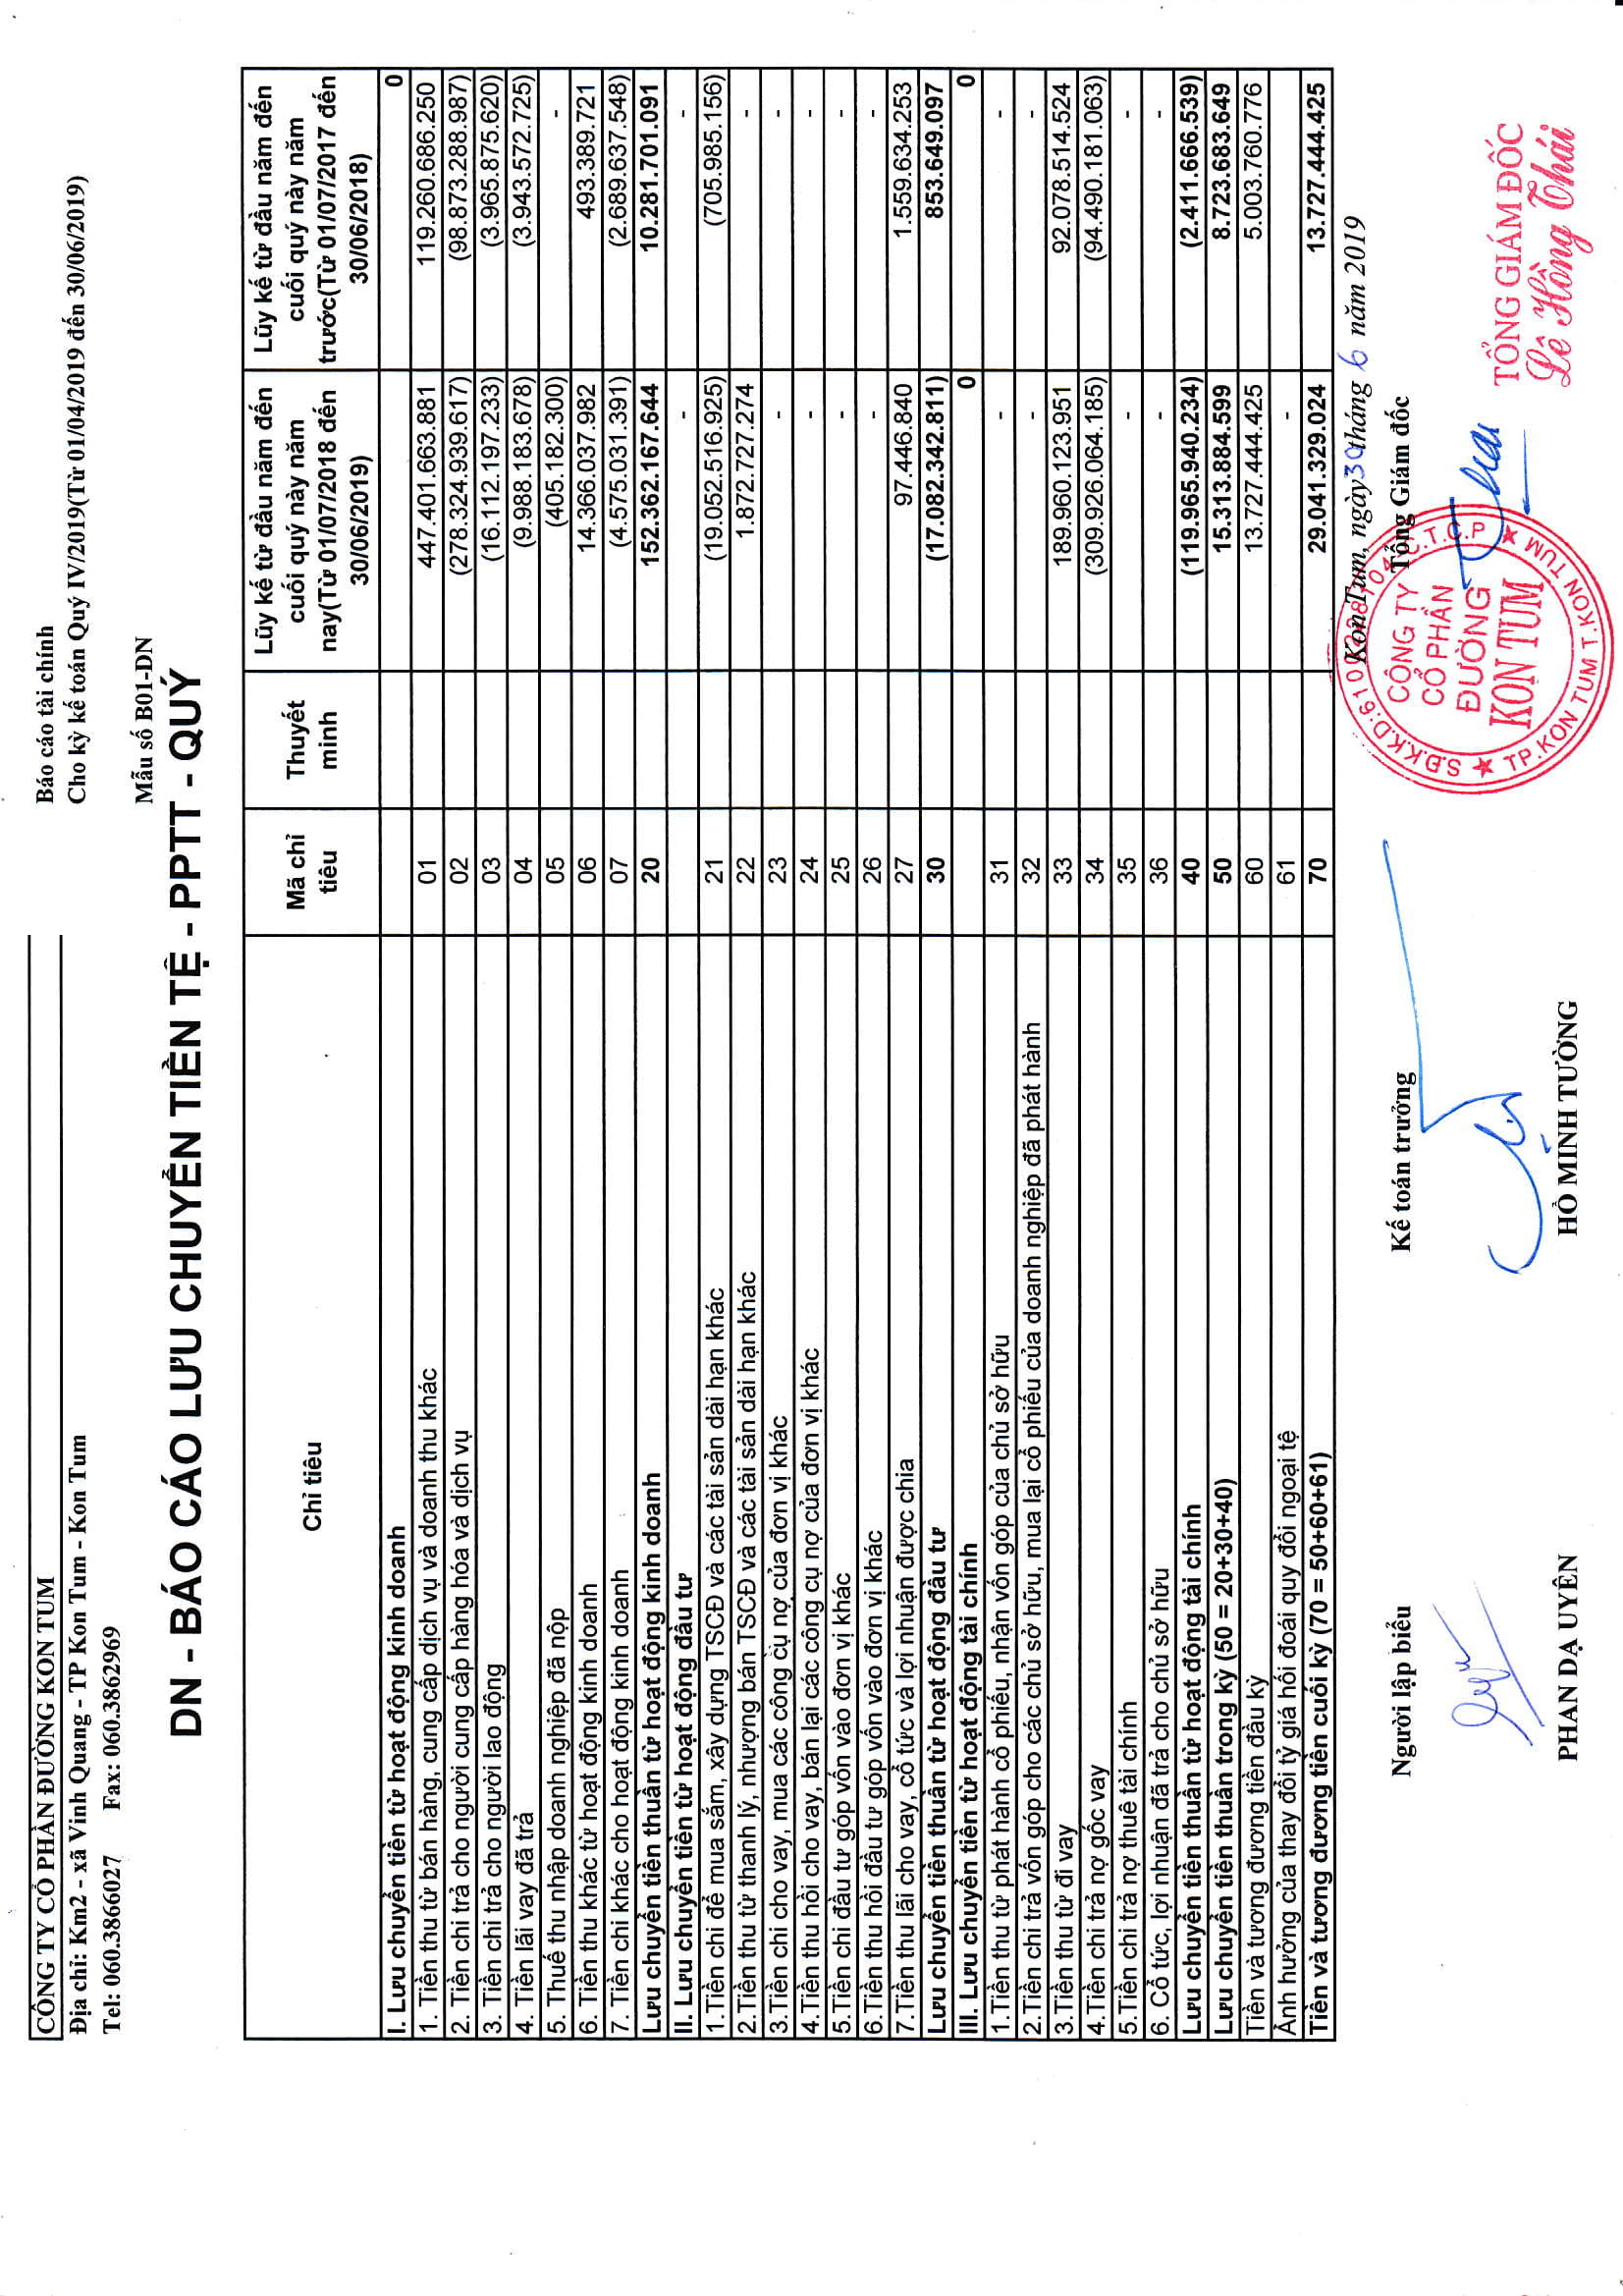 CÔNG TY CỔ PHẦN ĐƯỜNG KON TUM
Địa chỉ: Km2 - xã Vinh Quang - TP Kon Tum - Kon Tum
Tel: 060.3866027 Fax: 060.3862969
Báo cáo tài chính
Cho kỳ kế toán Quý IV/2019(Từ 01/04/2019 đến 30/06/2019)
Mẫu số B01-DN
DN - BÁO CÁO LƯU CHUYỂN TIỀN TỆ - PPTT - QUÝ
Chỉ tiêu Mã chỉ tiêu Thuyết minh Lũy kế từ đầu năm đến cuối quý này năm nay(Từ 01/07/2018 đến 30/06/2019) Lũy kế từ đầu năm đến cuối quý này năm trước(Từ 01/07/2017 đến 30/06/2018)
I. Lưu chuyển tiền từ hoạt động kinh doanh 0
1. Tiền thu từ bán hàng, cung cấp dịch vụ và doanh thu khác 01 447.401.663.881 119.260.686.250
2. Tiền chi trả cho người cung cấp hàng hóa và dịch vụ 02 (278.324.939.617) (98.873.288.987)
3. Tiền chi trả cho người lao động 03 (16.112.197.233) (3.965.875.620)
4. Tiền lãi vay đã trả 04 (9.988.183.678) (3.943.572.725)
5. Thuế thu nhập doanh nghiệp đã nộp 05 (405.182.300) -
6. Tiền thu khác từ hoạt động kinh doanh 06 14.366.037.982 493.389.721
7. Tiền chi khác cho hoạt động kinh doanh 07 (4.575.031.391) (2.689.637.548)
Lưu chuyển tiền thuần từ hoạt động kinh doanh 20 152.362.167.644 10.281.701.091
II. Lưu chuyển tiền từ hoạt động đầu tư - -
1.Tiền chi để mua sắm, xây dựng TSCĐ và các tài sản dài hạn khác 21 (19.052.516.925) (705.985.156)
2.Tiền thu từ thanh lý, nhượng bán TSCĐ và các tài sản dài hạn khác 22 1.872.727.274 -
3.Tiền chi cho vay, mua các công cụ nợ của đơn vị khác 23 - -
4.Tiền thu hồi cho vay, bán lại các công cụ nợ của đơn vị khác 24 - -
5.Tiền chi đầu tư góp vốn vào đơn vị khác 25 - -
6.Tiền thu hồi đầu tư góp vốn vào đơn vị khác 26 - -
7.Tiền thu lãi cho vay, cổ tức và lợi nhuận được chia 27 97.446.840 1.559.634.253
Lưu chuyển tiền thuần từ hoạt động đầu tư 30 (17.082.342.811) 853.649.097
III. Lưu chuyển tiền từ hoạt động tài chính 0 0
1.Tiền thu từ phát hành cổ phiếu, nhận vốn góp của chủ sở hữu 31 - -
2.Tiền chi trả vốn góp cho các chủ sở hữu, mua lại cổ phiếu của doanh nghiệp đã phát hành 32 - -
3.Tiền thu từ đi vay 33 189.960.123.951 92.078.514.524
4.Tiền chi trả nợ gốc vay 34 (309.926.064.185) (94.490.181.063)
5.Tiền chi trả nợ thuê tài chính 35 - -
6. Cổ tức, lợi nhuận đã trả cho chủ sở hữu 36 - -
Lưu chuyển tiền thuần từ hoạt động tài chính 40 (119.965.940.234) (2.411.666.539)
Lưu chuyển tiền thuần trong kỳ (50 = 20+30+40) 50 15.313.884.599 8.723.683.649
Tiền và tương đương tiền đầu kỳ 60 13.727.444.425 5.003.760.776
Ảnh hưởng của thay đổi tỷ giá hối đoái quy đổi ngoại tệ 61 -
Tiền và tương đương tiền cuối kỳ (70 = 50+60+61) 70 29.041.329.024 13.727.444.425
Kon Tum, ngày 30 tháng 6 năm 2019
Người lập biểu Kế toán trưởng Tổng Giám đốc
CÔNG TY
CỔ PHẦN
ĐƯỜNG
KON TUM
TP.KON TUM T.KON TUM
TỔNG GIÁM ĐỐC
Lê Hồng Thái
PHAN DẠ UYÊN HỒ MINH TƯỜNG